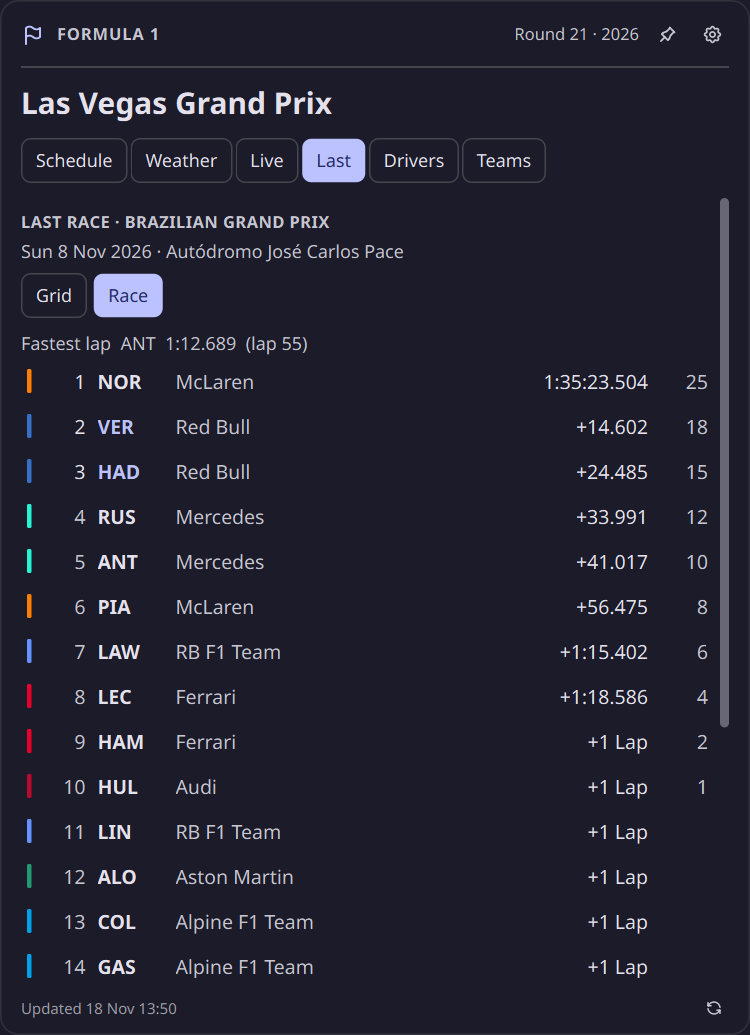 FORMULA 1 Round 21 · 2026
Las Vegas Grand Prix
Schedule Weather Live Last Drivers Teams
LAST RACE · BRAZILIAN GRAND PRIX
Sun 8 Nov 2026 · Autódromo José Carlos Pace
Grid Race
Fastest lap ANT 1:12.689 (lap 55)
1 NOR McLaren 1:35:23.504 25
2 VER Red Bull +14.602 18
3 HAD Red Bull +24.485 15
4 RUS Mercedes +33.991 12
5 ANT Mercedes +41.017 10
6 PIA McLaren +56.475 8
7 LAW RB F1 Team +1:15.402 6
8 LEC Ferrari +1:18.586 4
9 HAM Ferrari +1 Lap 2
10 HUL Audi +1 Lap 1
11 LIN RB F1 Team +1 Lap
12 ALO Aston Martin +1 Lap
13 COL Alpine F1 Team +1 Lap
14 GAS Alpine F1 Team +1 Lap
Updated 18 Nov 13:50